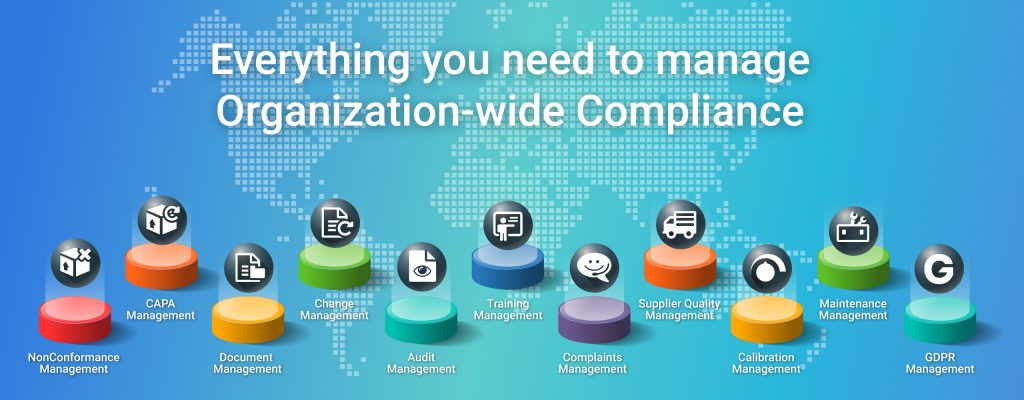 Everything you need to manage
Organization-wide Compliance
CAPA
Management
Change
Management
Training
Management
Supplier Quality
Management
Maintenance
Management
NonConformance
Management
Document
Management
Audit
Management
Complaints
Management
Calibration
Management
G
GDPR
Management